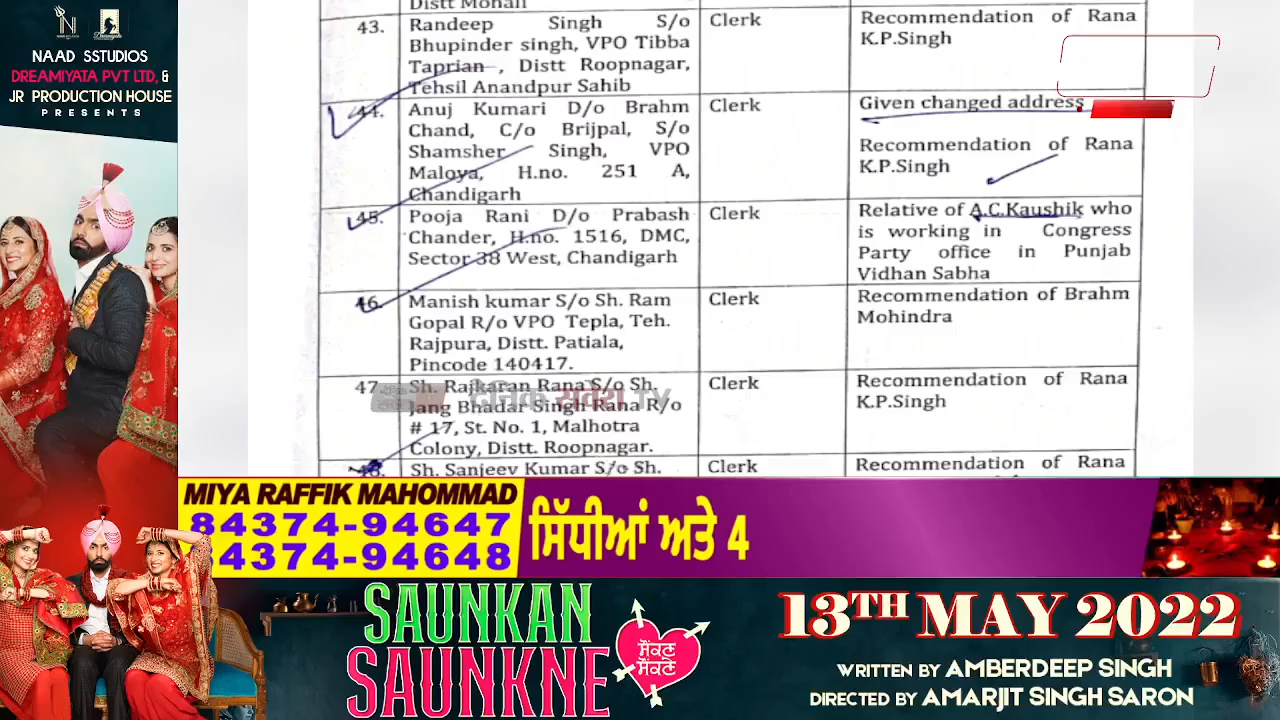 NAAD SSTUDIOS
DREAMIYATA PVT LTD, &
JR PRODUCTION HOUSE
PRESENTS
Distt Mohali
43. Randeep Singh S/o Clerk Recommendation of Rana
Bhupinder singh, VPO Tibba K.P.Singh
Taprian , Distt Roopnagar,
Tehsil Anandpur Sahib
44. Anuj Kumari D/o Brahm Clerk Given changed address
Chand, C/o Brijpal, S/o
Shamsher Singh, VPO Recommendation of Rana
Maloya, H.no. 251 A, K.P.Singh
Chandigarh
45. Pooja Rani D/o Prabash Clerk Relative of A.C.Kaushik who
Chander, H.no. 1516, DMC, is working in Congress
Sector 38 West, Chandigarh Party office in Punjab
Vidhan Sabha
46. Manish kumar S/o Sh. Ram Clerk Recommendation of Brahm
Gopal R/o VPO Tepla, Teh. Mohindra
Rajpura, Distt. Patiala,
Pincode 140417.
47. Sh. Rajkaran Rana S/o Sh. Clerk Recommendation of Rana
Jang Bhadar Singh Rana R/o K.P.Singh
# 17, St. No. 1, Malhotra
Colony, Distt. Roopnagar.
48. Sh. Sanjeev Kumar S/o Sh. Clerk Recommendation of Rana
दैनिक सवेरा TV
MIYA RAFFIK MAHOMMAD
84374-94647
84374-94648
ਸਿੱਧੀਆਂ ਅਤੇ 4
SAUNKAN
SAUNKNE
ਸੌਂਕਣ
ਸੌਂਕਣੇ
13TH MAY 2022
WRITTEN BY AMBERDEEP SINGH
DIRECTED BY AMARJIT SINGH SARON